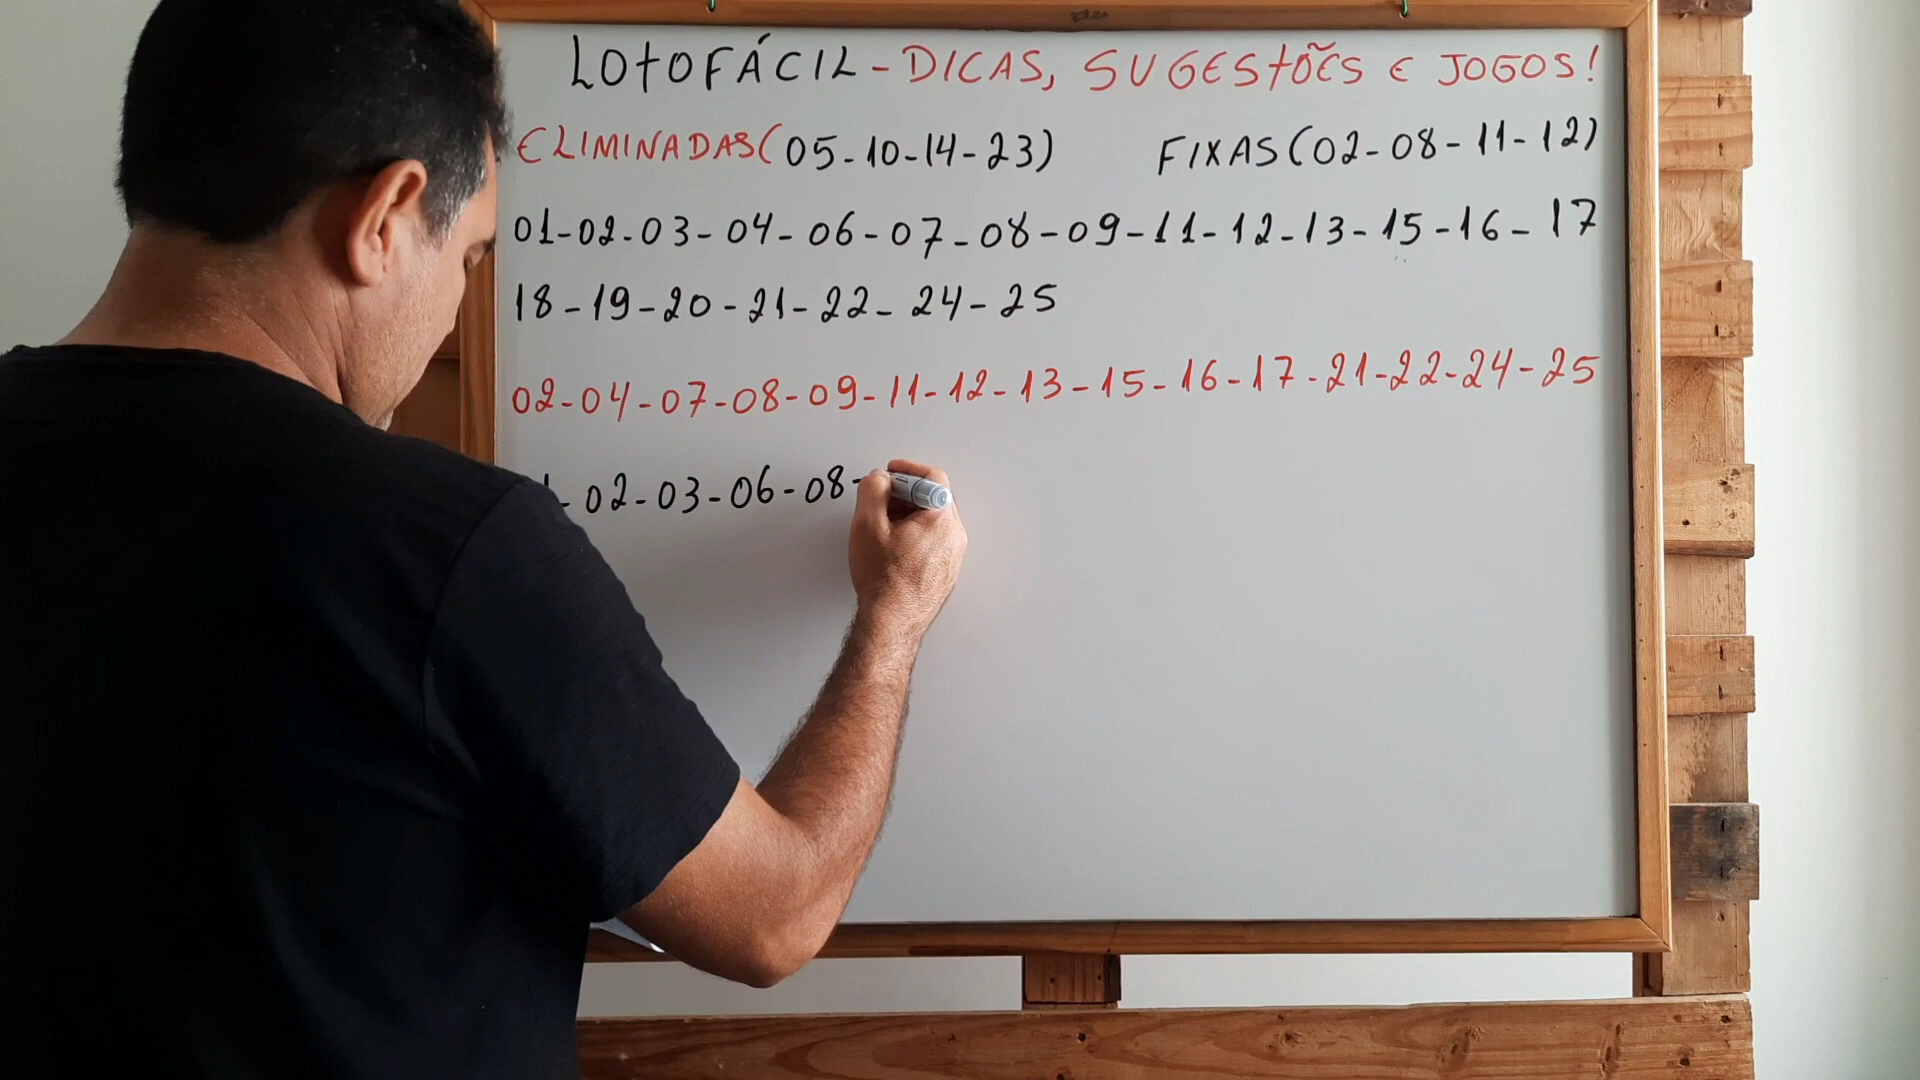 LOTOFÁCIL - DICAS, SUGESTÕES E JOGOS!
ELIMINADAS(05-10-14-23) FIXAS(02-08-11-12)
01-02-03-04-06-07-08-09-11-12-13-15-16-17
18-19-20-21-22-24-25
02-04-07-08-09-11-12-13-15-16-17-21-22-24-25
-02-03-06-08-